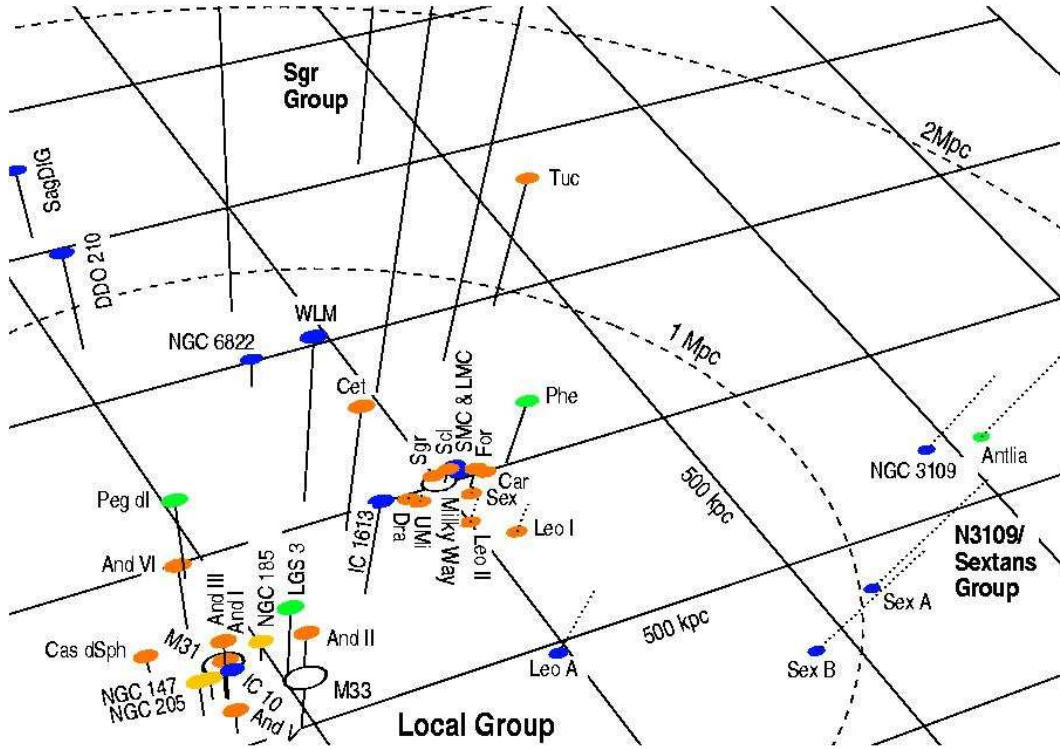 Sgr
Group
2Mpc
SagDIG
Tuc
DDO 210
WLM
NGC 6822
1 Mpc
Cet
SMC & LMC
Scl
Sgr
For
Phe
Car
Sex
NGC 3109
Antlia
Peg dI
IC 1613
Dra
UMi
Milky Way
Leo II
Leo I
500 kpc
N3109/
Sextans
Group
And VI
And III
And I
NGC 185
LGS 3
And II
Sex A
500 kpc
Cas dSph
M31
Leo A
Sex B
NGC 147
NGC 205
IC 10
M33
And V
Local Group